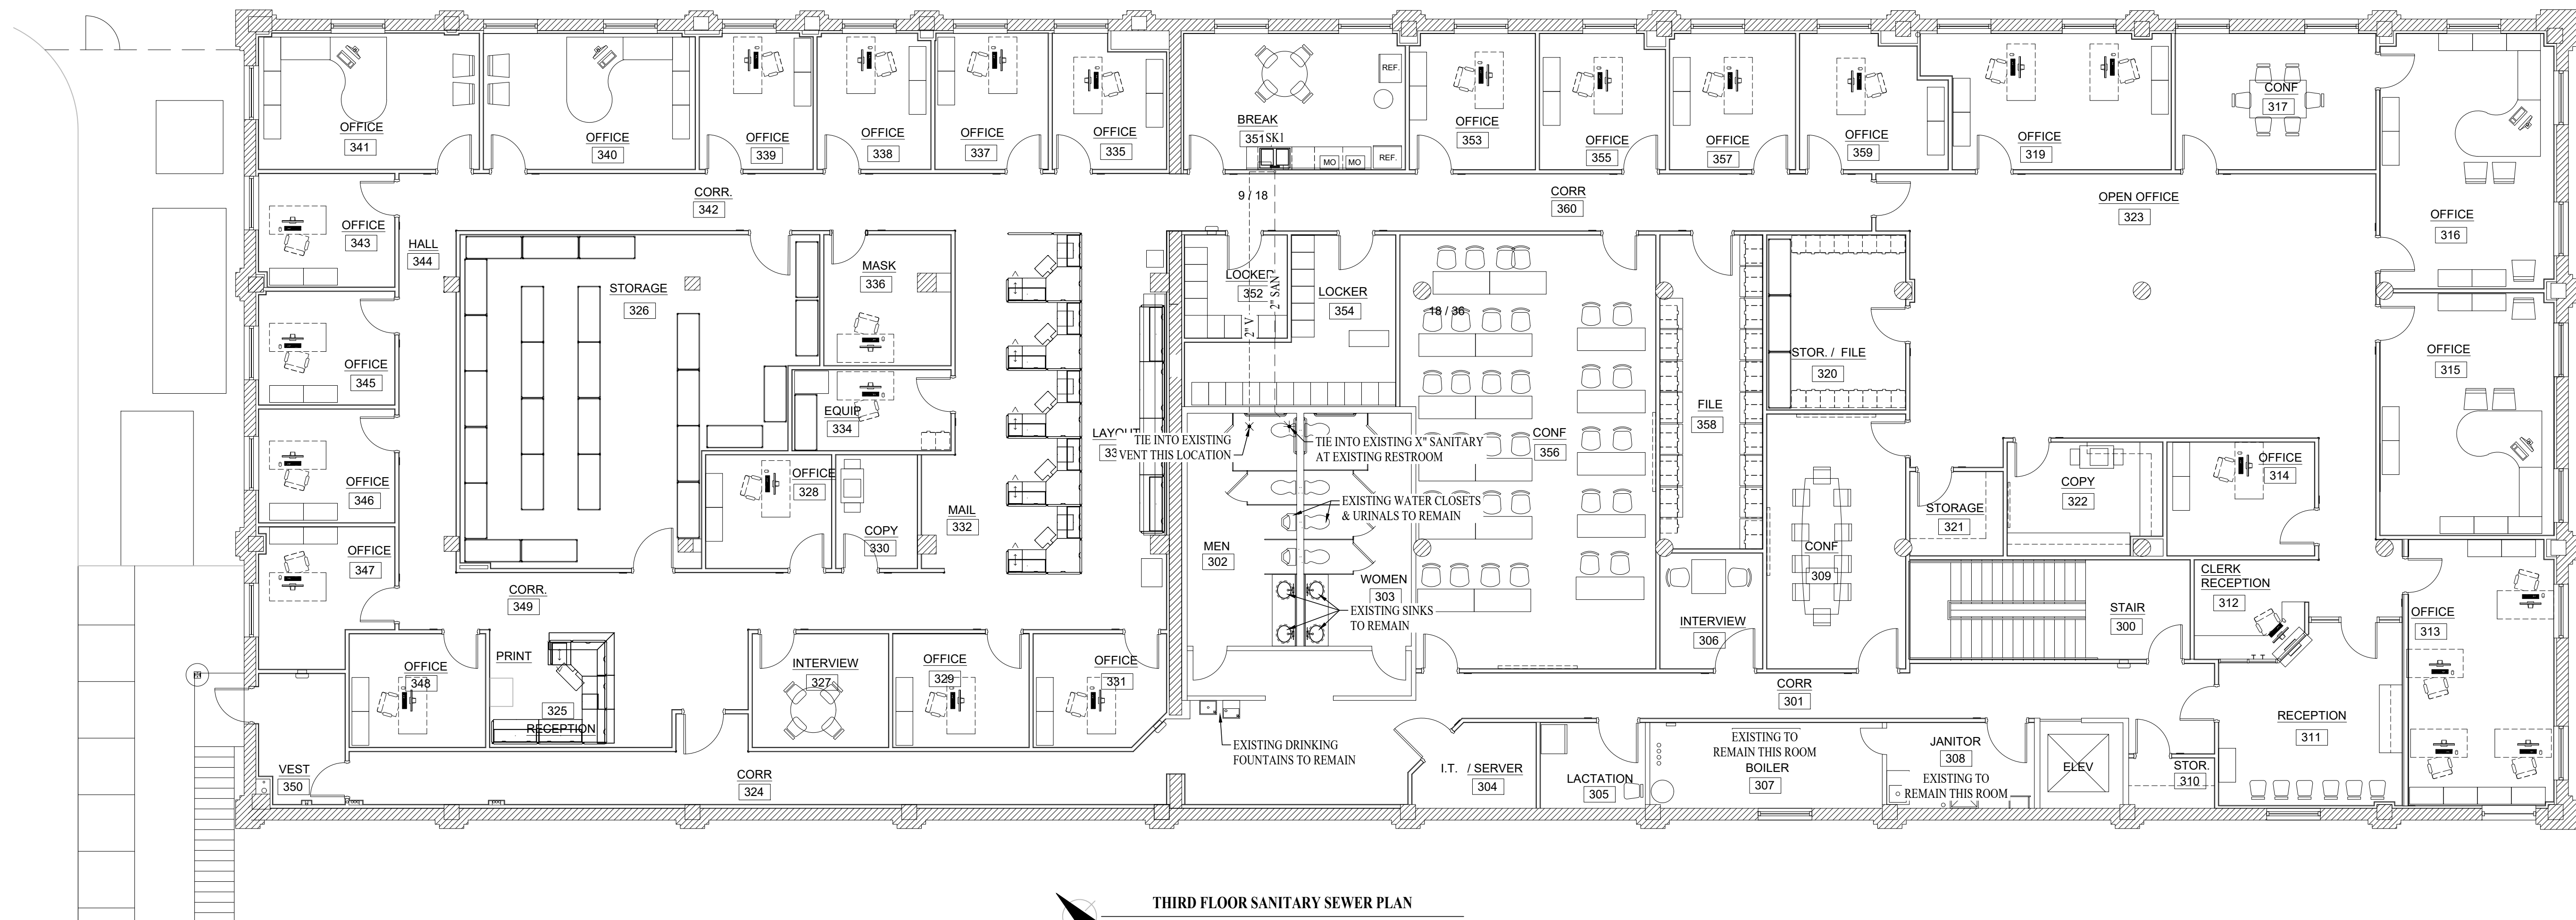 OFFICE
341
OFFICE
340
OFFICE
339
OFFICE
338
OFFICE
337
OFFICE
335
BREAK
351
SK1
REF.
REF.
MO
MO
OFFICE
353
OFFICE
355
OFFICE
357
OFFICE
359
OFFICE
319
CONF
317
OFFICE
316
OFFICE
343
HALL
344
CORR.
342
9 / 18
CORR
360
OPEN OFFICE
323
STORAGE
326
MASK
336
LOCKER
352
2" V
2" SAN
LOCKER
354
18 / 36
STOR. / FILE
320
OFFICE
315
OFFICE
345
EQUIP
334
TIE INTO EXISTING
VENT THIS LOCATION
TIE INTO EXISTING X" SANITARY
AT EXISTING RESTROOM
CONF
356
FILE
358
OFFICE
346
OFFICE
328
COPY
330
MAIL
332
EXISTING WATER CLOSETS
& URINALS TO REMAIN
STORAGE
321
COPY
322
OFFICE
314
OFFICE
347
MEN
302
WOMEN
303
EXISTING SINKS
TO REMAIN
CONF
309
CORR.
349
INTERVIEW
306
STAIR
300
CLERK
RECEPTION
312
OFFICE
313
OFFICE
348
PRINT
325
RECEPTION
INTERVIEW
327
OFFICE
329
OFFICE
331
CORR
301
RECEPTION
311
EXISTING DRINKING
FOUNTAINS TO REMAIN
VEST
350
CORR
324
I.T. / SERVER
304
LACTATION
305
EXISTING TO
REMAIN THIS ROOM
BOILER
307
JANITOR
308
EXISTING TO
REMAIN THIS ROOM
ELEV
STOR.
310
THIRD FLOOR SANITARY SEWER PLAN